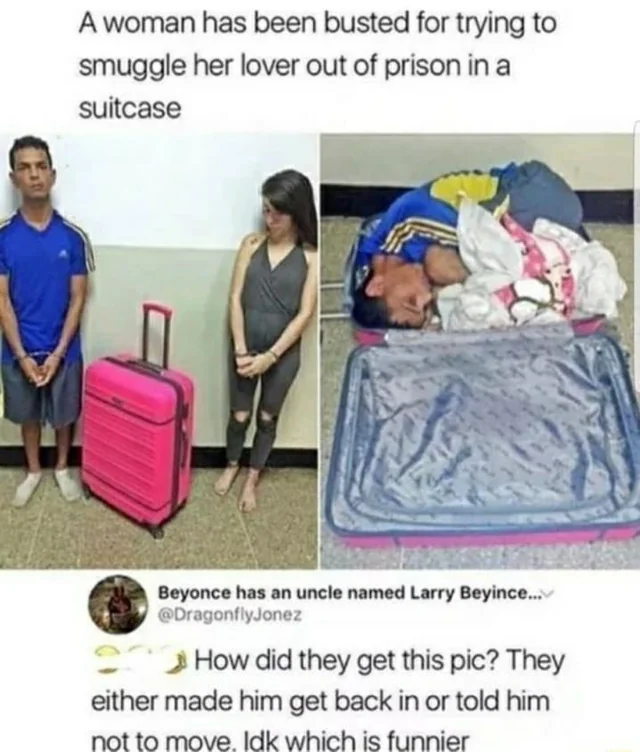 A woman has been busted for trying to
smuggle her lover out of prison in a
suitcase
Beyonce has an uncle named Larry Beyince...
@DragonflyJonez
How did they get this pic? They
either made him get back in or told him
not to move. Idk which is funnier